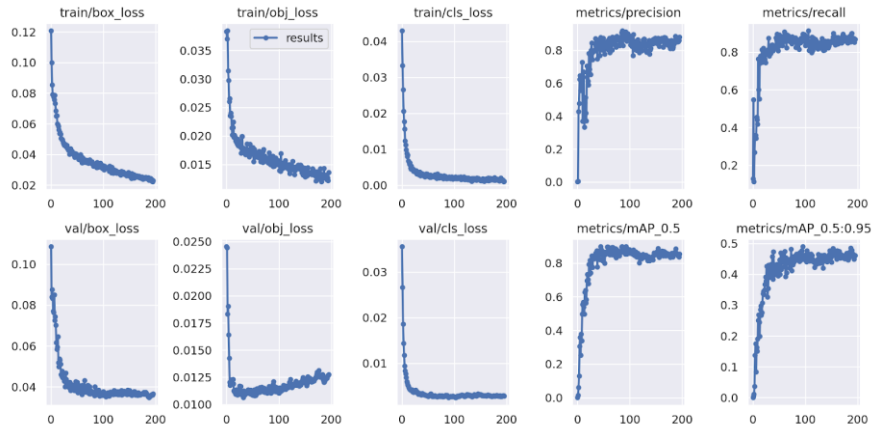 train/box_loss
train/obj_loss
train/cls_loss
metrics/precision
metrics/recall
0.12
0.10
0.08
0.06
0.04
0.02
0 100 200
0.035
0.030
0.025
0.020
0.015
results
0 100 200
0.04
0.03
0.02
0.01
0.00
0 100 200
0.8
0.6
0.4
0.2
0.0
0 100 200
0.8
0.6
0.4
0.2
0 100 200
val/box_loss
val/obj_loss
val/cls_loss
metrics/mAP_0.5
metrics/mAP_0.5:0.95
0.10
0.08
0.06
0.04
0 100 200
0.0250
0.0225
0.0200
0.0175
0.0150
0.0125
0.0100
0 100 200
0.03
0.02
0.01
0 100 200
0.8
0.6
0.4
0.2
0.0
0 100 200
0.5
0.4
0.3
0.2
0.1
0.0
0 100 200